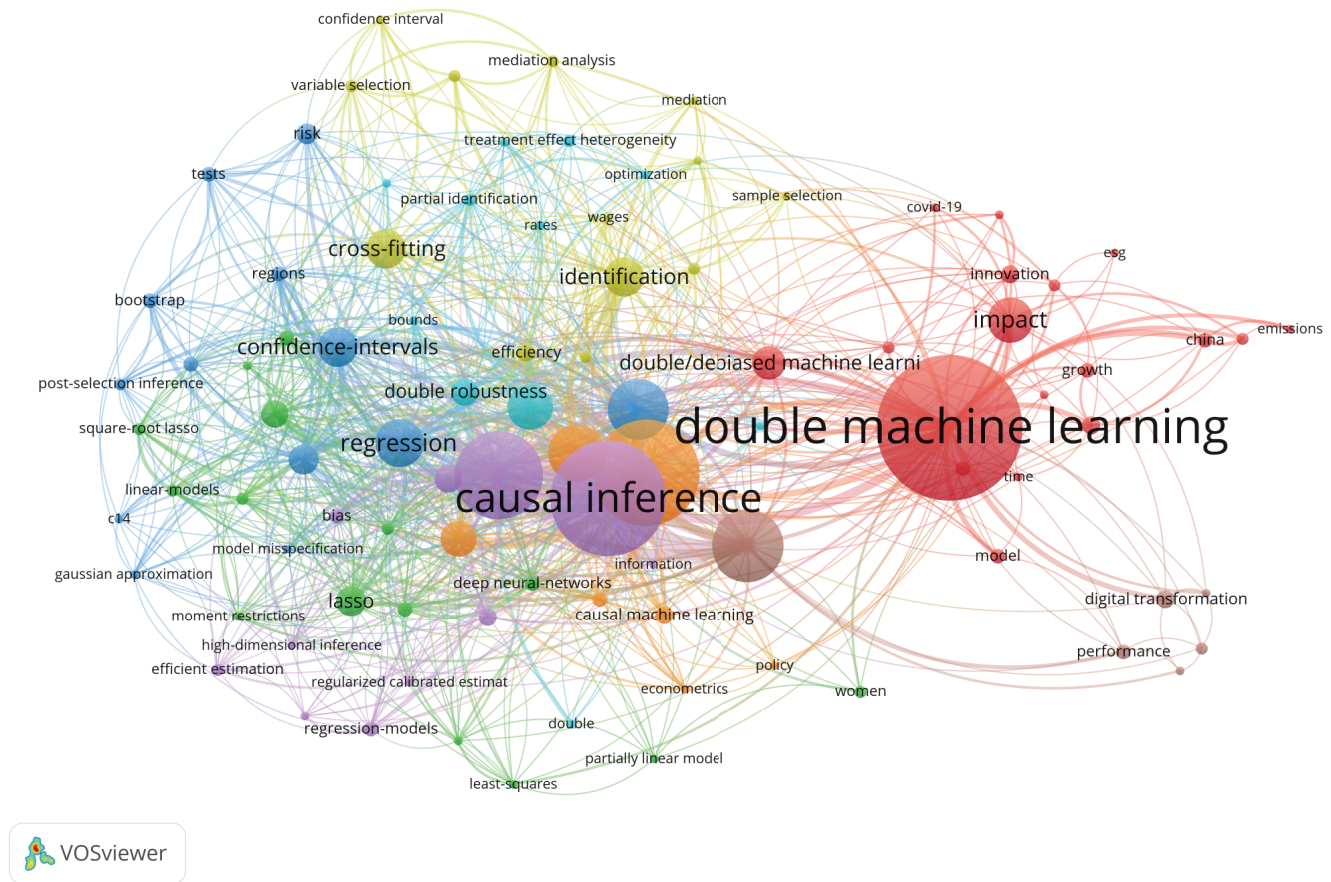 confidence interval
mediation analysis
variable selection
mediation
risk
treatment effect heterogeneity
tests
optimization
partial identification
sample selection
covid-19
wages
rates
cross-fitting
esg
regions
identification
innovation
bootstrap
bounds
impact
emissions
confidence-intervals
efficiency
china
double/debiased machine learni
growth
post-selection inference
double robustness
square-root lasso
regression
double machine learning
time
linear-models
causal inference
c14
bias
model misspecification
information
model
gaussian approximation
deep neural-networks
lasso
digital transformation
moment restrictions
causal machine learning
high-dimensional inference
performance
efficient estimation
policy
regularized calibrated estimat
econometrics
women
regression-models
double
partially linear model
least-squares
VOSviewer